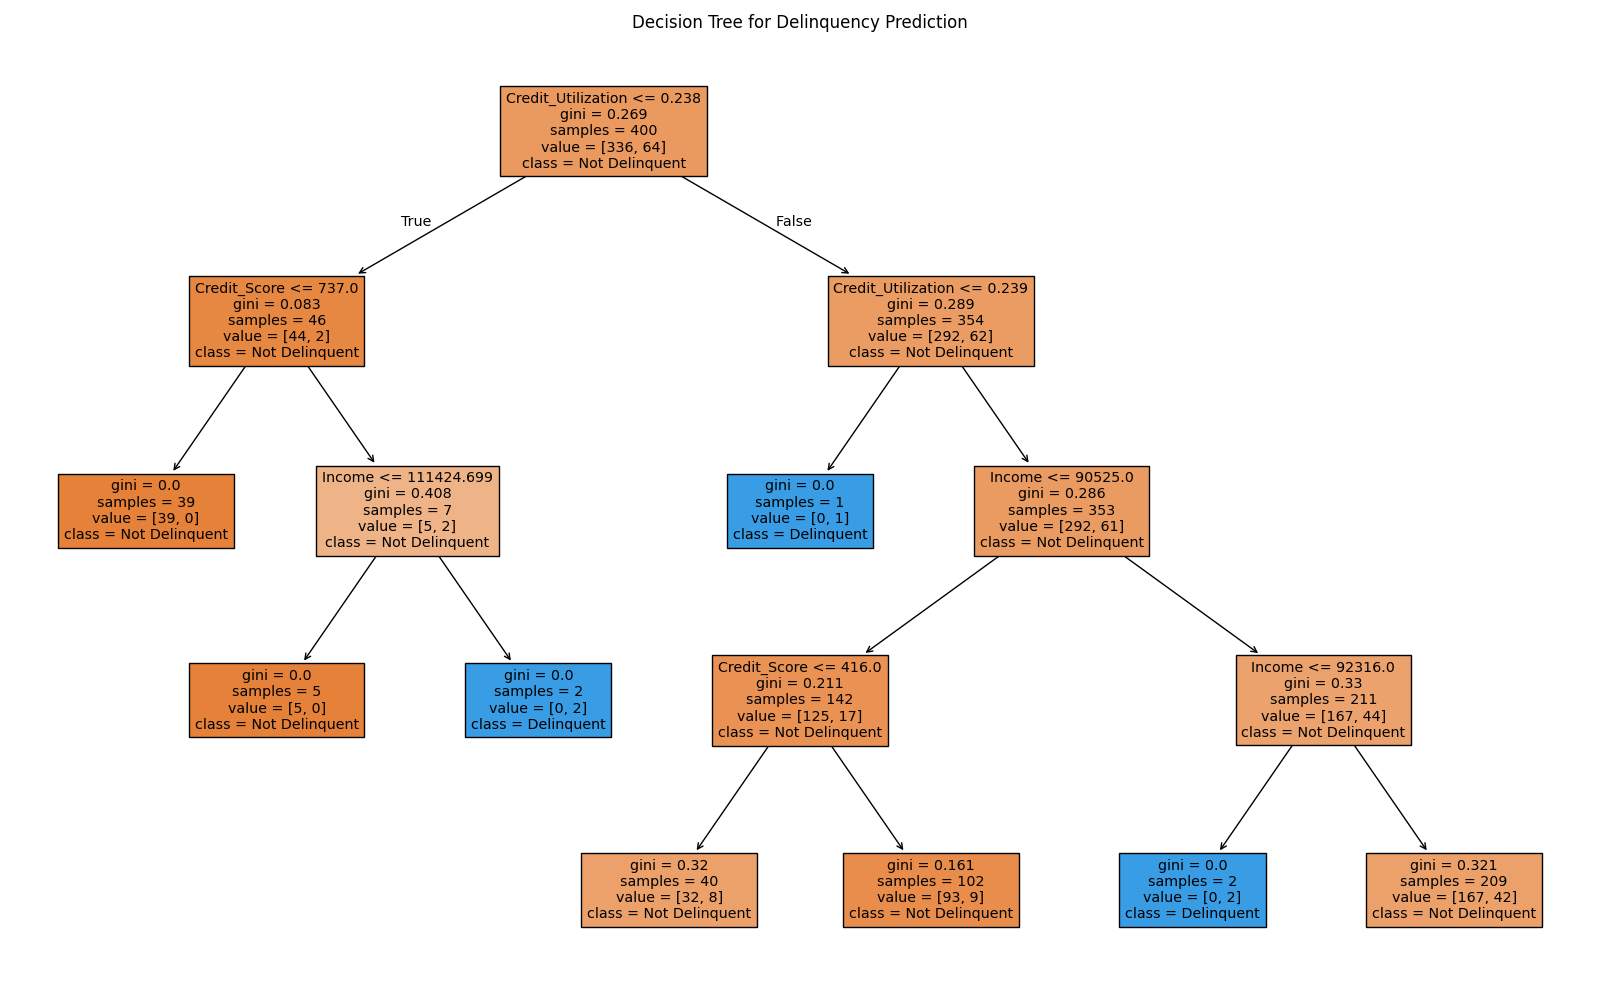 Decision Tree for Delinquency Prediction
Credit_Utilization <= 0.238
gini = 0.269
samples = 400
value = [336, 64]
class = Not Delinquent
True
False
Credit_Score <= 737.0
gini = 0.083
samples = 46
value = [44, 2]
class = Not Delinquent
Credit_Utilization <= 0.239
gini = 0.289
samples = 354
value = [292, 62]
class = Not Delinquent
gini = 0.0
samples = 39
value = [39, 0]
class = Not Delinquent
Income <= 111424.699
gini = 0.408
samples = 7
value = [5, 2]
class = Not Delinquent
gini = 0.0
samples = 1
value = [0, 1]
class = Delinquent
Income <= 90525.0
gini = 0.286
samples = 353
value = [292, 61]
class = Not Delinquent
gini = 0.0
samples = 5
value = [5, 0]
class = Not Delinquent
gini = 0.0
samples = 2
value = [0, 2]
class = Delinquent
Credit_Score <= 416.0
gini = 0.211
samples = 142
value = [125, 17]
class = Not Delinquent
Income <= 92316.0
gini = 0.33
samples = 211
value = [167, 44]
class = Not Delinquent
gini = 0.32
samples = 40
value = [32, 8]
class = Not Delinquent
gini = 0.161
samples = 102
value = [93, 9]
class = Not Delinquent
gini = 0.0
samples = 2
value = [0, 2]
class = Delinquent
gini = 0.321
samples = 209
value = [167, 42]
class = Not Delinquent